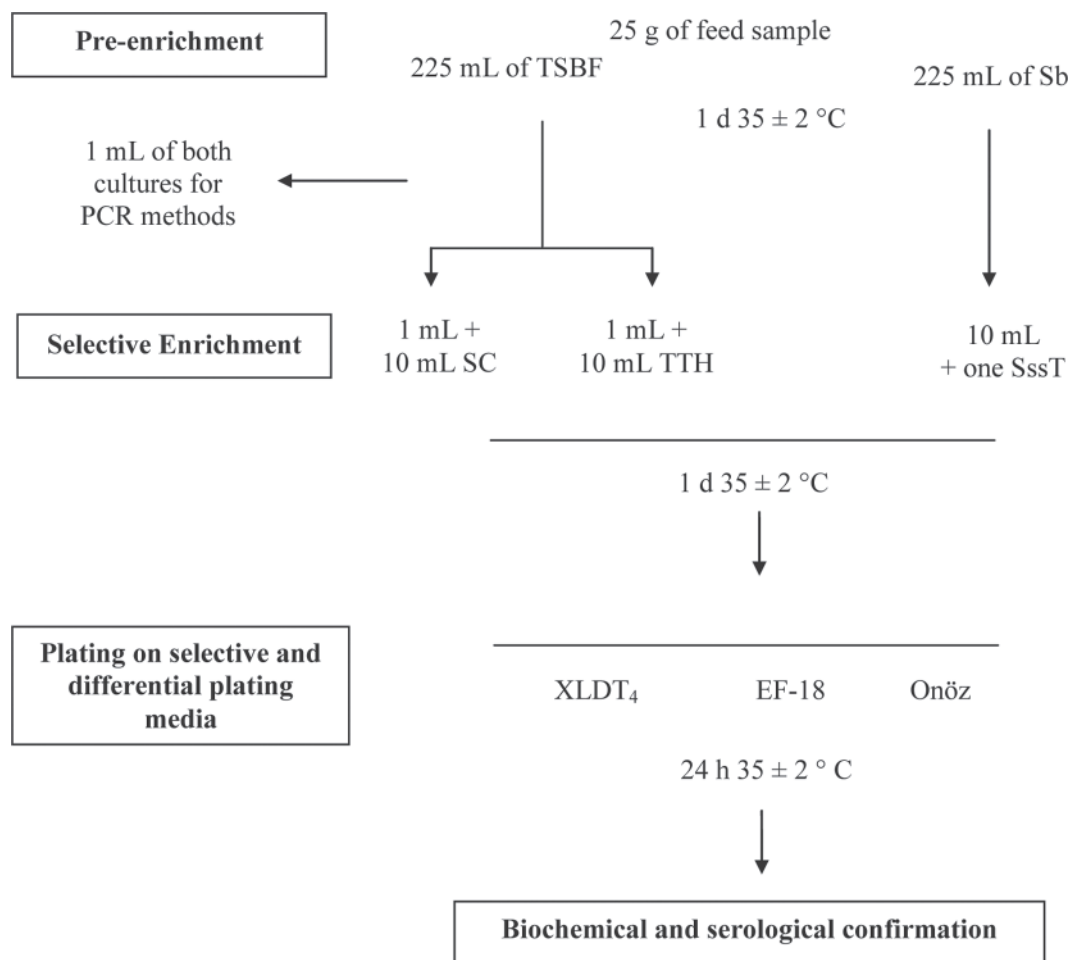 Pre-enrichment
25 g of feed sample
225 mL of TSBF
225 mL of Sb
1 d 35 ± 2 °C
1 mL of both
cultures for
PCR methods
Selective Enrichment
1 mL +
10 mL SC
1 mL +
10 mL TTH
10 mL
+ one SssT
1 d 35 ± 2 °C
Plating on selective and
differential plating
media
XLDT₄
EF-18
Onöz
24 h 35 ± 2 ° C
Biochemical and serological confirmation